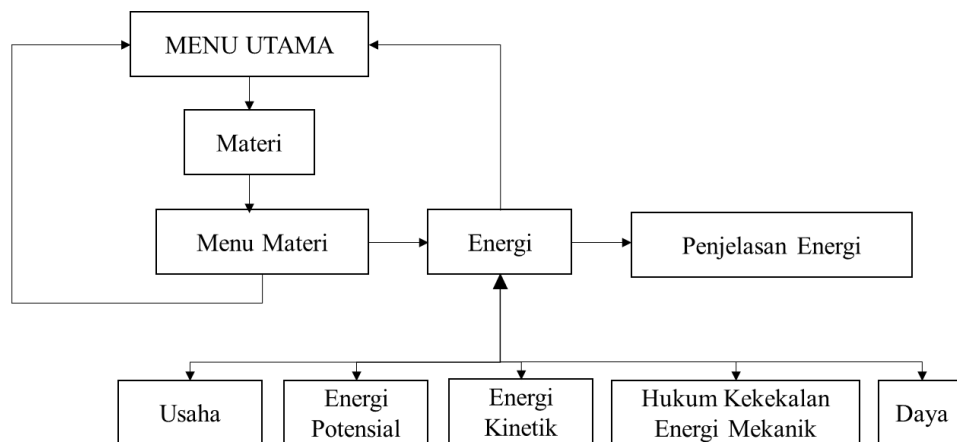 MENU UTAMA
Materi
Menu Materi
Energi
Penjelasan Energi
Usaha
Energi
Potensial
Energi
Kinetik
Hukum Kekekalan
Energi Mekanik
Daya